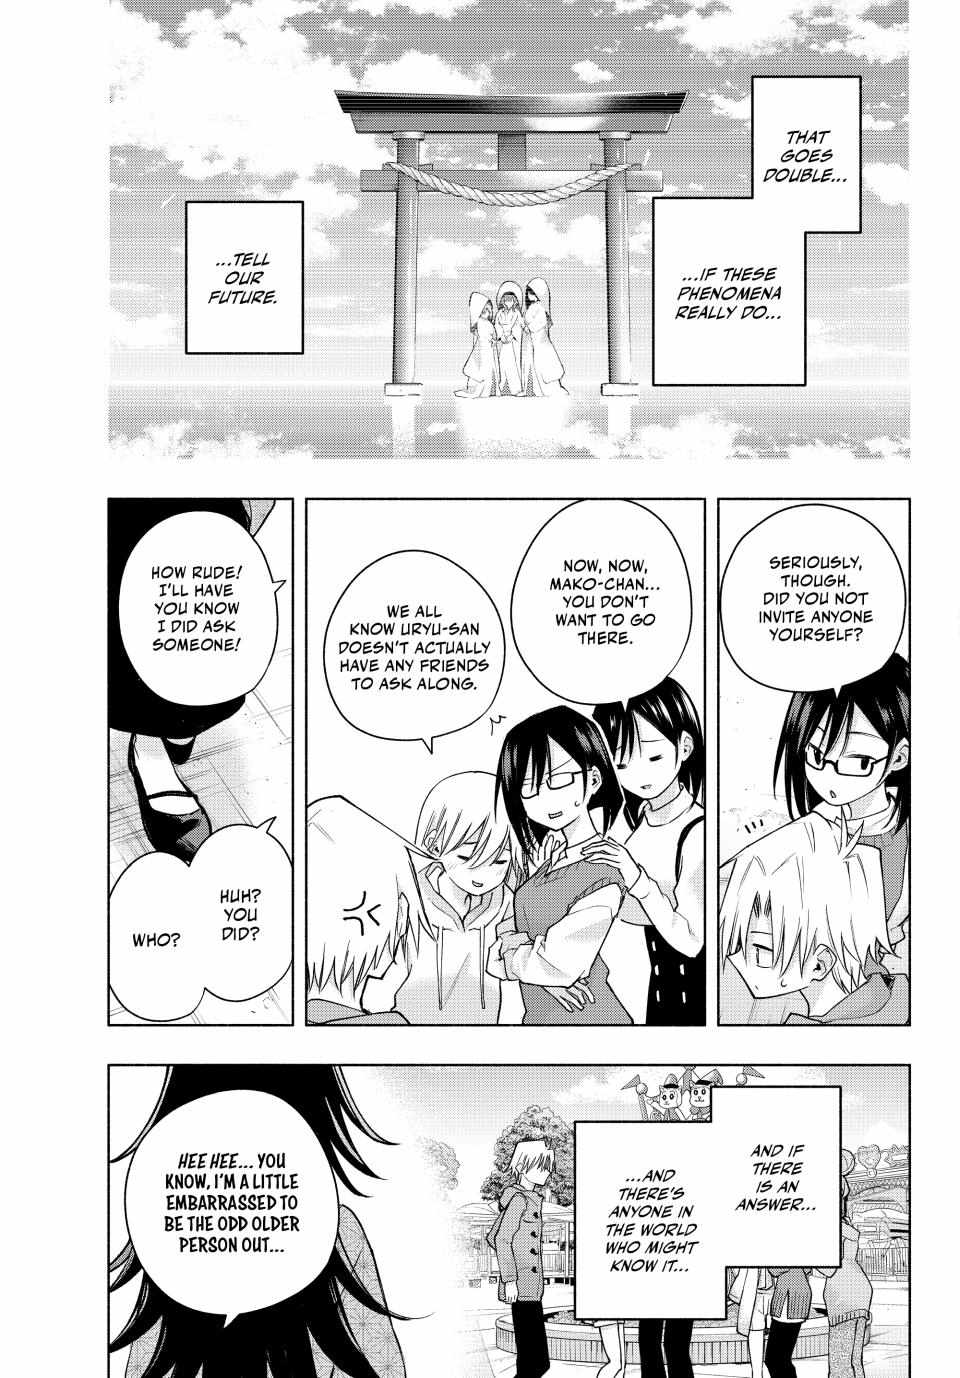 THAT
GOES
DOUBLE...
...IF THESE
PHENOMENA
REALLY DO...
...TELL
OUR
FUTURE.
SERIOUSLY,
THOUGH.
DID YOU NOT
INVITE ANYONE
YOURSELF?
NOW, NOW,
MAKO-CHAN...
YOU DON'T
WANT TO GO
THERE.
WE ALL
KNOW URYU-SAN
DOESN'T ACTUALLY
HAVE ANY FRIENDS
TO ASK ALONG.
HOW RUDE!
I'LL HAVE
YOU KNOW
I DID ASK
SOMEONE!
HUH?
YOU
DID?
WHO?
AND IF
THERE
IS AN
ANSWER...
...AND
THERE'S
ANYONE IN
THE WORLD
WHO MIGHT
KNOW IT...
HEE HEE... YOU
KNOW, I'M A LITTLE
EMBARRASSED TO
BE THE ODD OLDER
PERSON OUT...